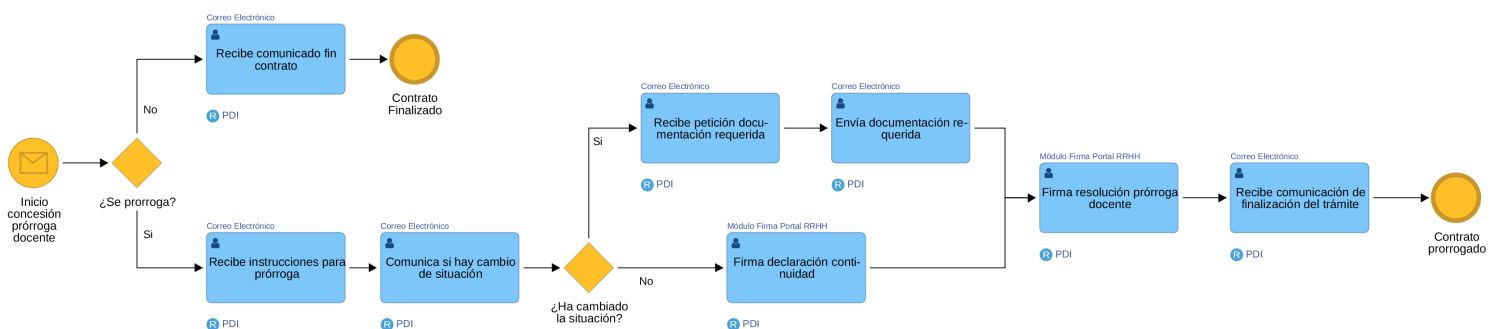 Correo Electrónico
Recibe comunicado fin
contrato
R PDI
Contrato
Finalizado
No
Inicio
concesión
prórroga
docente
¿Se prorroga?
Si
Correo Electrónico
Recibe instrucciones para
prórroga
R PDI
Correo Electrónico
Comunica si hay cambio
de situación
R PDI
¿Ha cambiado
la situación?
Si
Correo Electrónico
Recibe petición docu-
mentación requerida
R PDI
Correo Electrónico
Envía documentación re-
querida
R PDI
No
Módulo Firma Portal RRHH
Firma declaración conti-
nuidad
R PDI
Módulo Firma Portal RRHH
Firma resolución prórroga
docente
R PDI
Correo Electrónico
Recibe comunicación de
finalización del trámite
R PDI
Contrato
prorrogado